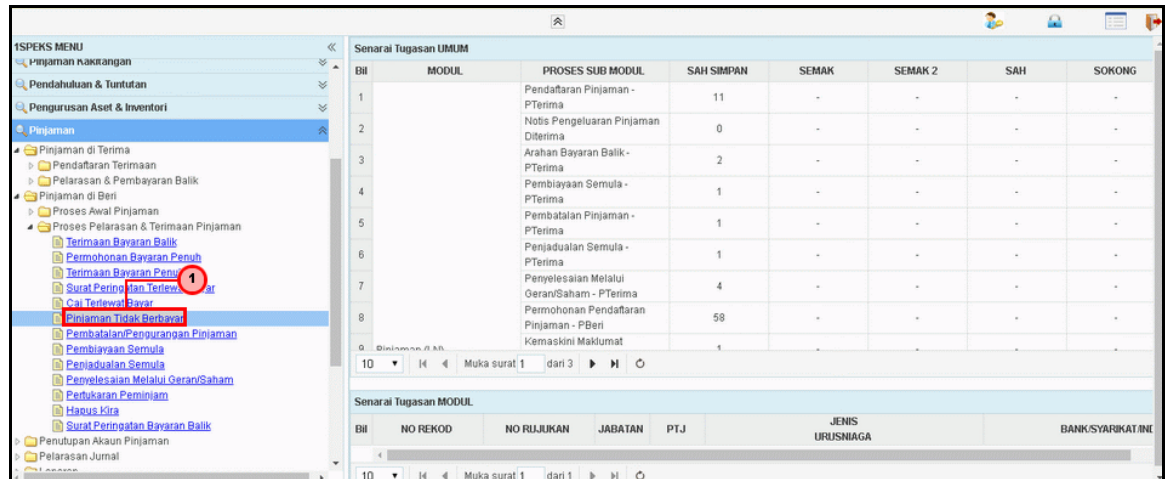 1SPEKS MENU
Pinjaman Kakitangan
Pendahuluan & Tuntutan
Pengurusan Aset & Inventori
Pinjaman
Pinjaman di Terima
Pendaftaran Terimaan
Pelarasan & Pembayaran Balik
Pinjaman di Beri
Proses Awal Pinjaman
Proses Pelarasan & Terimaan Pinjaman
Terimaan Bayaran Balik
Permohonan Bayaran Penuh
Terimaan Bayaran
1
Surat Peringatan
Caj Terlewat Bayar
Pinjaman Tidak Berbayar
Pembatalan/Pengurangan Pinjaman
Pembiayaan Semula
Penjadualan Semula
Penyelesaian Melalui Geran/Saham
Pertukaran Peminjam
Hapus Kira
Surat Peringatan Bayaran Balik
Penutupan Akaun Pinjaman
Pelarasan Jurnal
Senarai Tugasan UMUM
Bil MODUL PROSES SUB MODUL SAH SIMPAN SEMAK SEMAK 2 SAH SOKONG
1 Pendaftaran Pinjaman - PTerima 11 - - - -
2 Notis Pengeluaran Pinjaman Diterima 0 - - - -
3 Arahan Bayaran Balik - PTerima 2 - - - -
4 Pembiayaan Semula - PTerima 1 - - - -
5 Pembatalan Pinjaman - PTerima 1 - - - -
6 Penjadualan Semula - PTerima 1 - - - -
7 Penyelesaian Melalui Geran/Saham - PTerima 4 - - - -
8 Permohonan Pendaftaran Pinjaman - PBeri 58 - - - -
9 Pinjaman (LN) Kemaskini Maklumat 1 - - - -
10 Muka surat 1 dari 3
Senarai Tugasan MODUL
Bil NO REKOD NO RUJUKAN JABATAN PTJ JENIS URUSNIAGA BANK/SYARIKAT/IND
10 Muka surat 1 dari 1